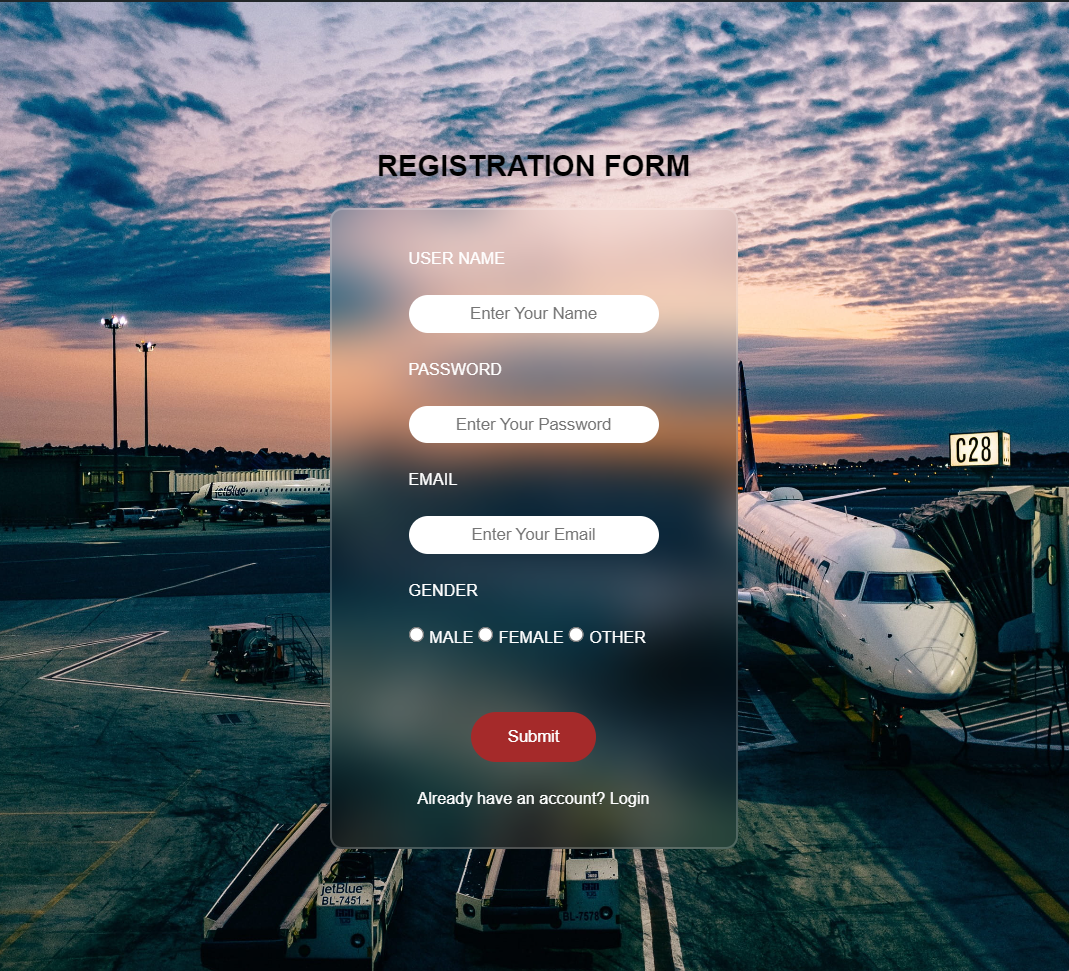 REGISTRATION FORM
USER NAME
Enter Your Name
PASSWORD
Enter Your Password
C28
EMAIL
jetBlue
Enter Your Email
GENDER
MALE FEMALE OTHER
Submit
Already have an account? Login
jetBlue
BL-7451
BL-7578